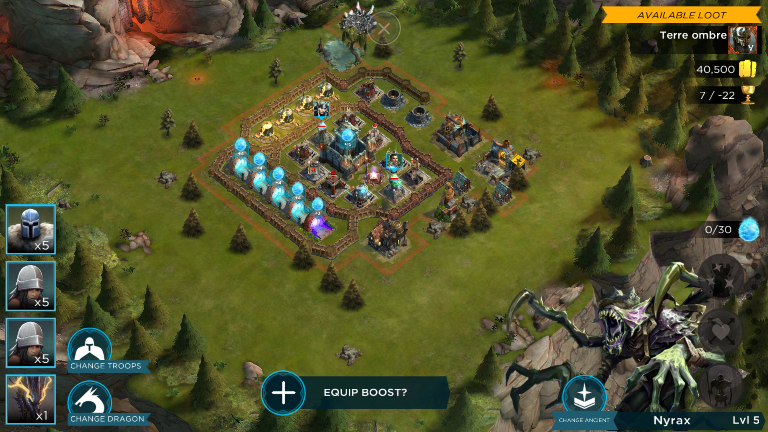 AVAILABLE LOOT
Terre ombre
40,500
7 / -22
0/30
x5
x5
x5
x1
CHANGE TROOPS
CHANGE DRAGON
EQUIP BOOST?
CHANGE ANCIENT
Nyrax
Lvl 5